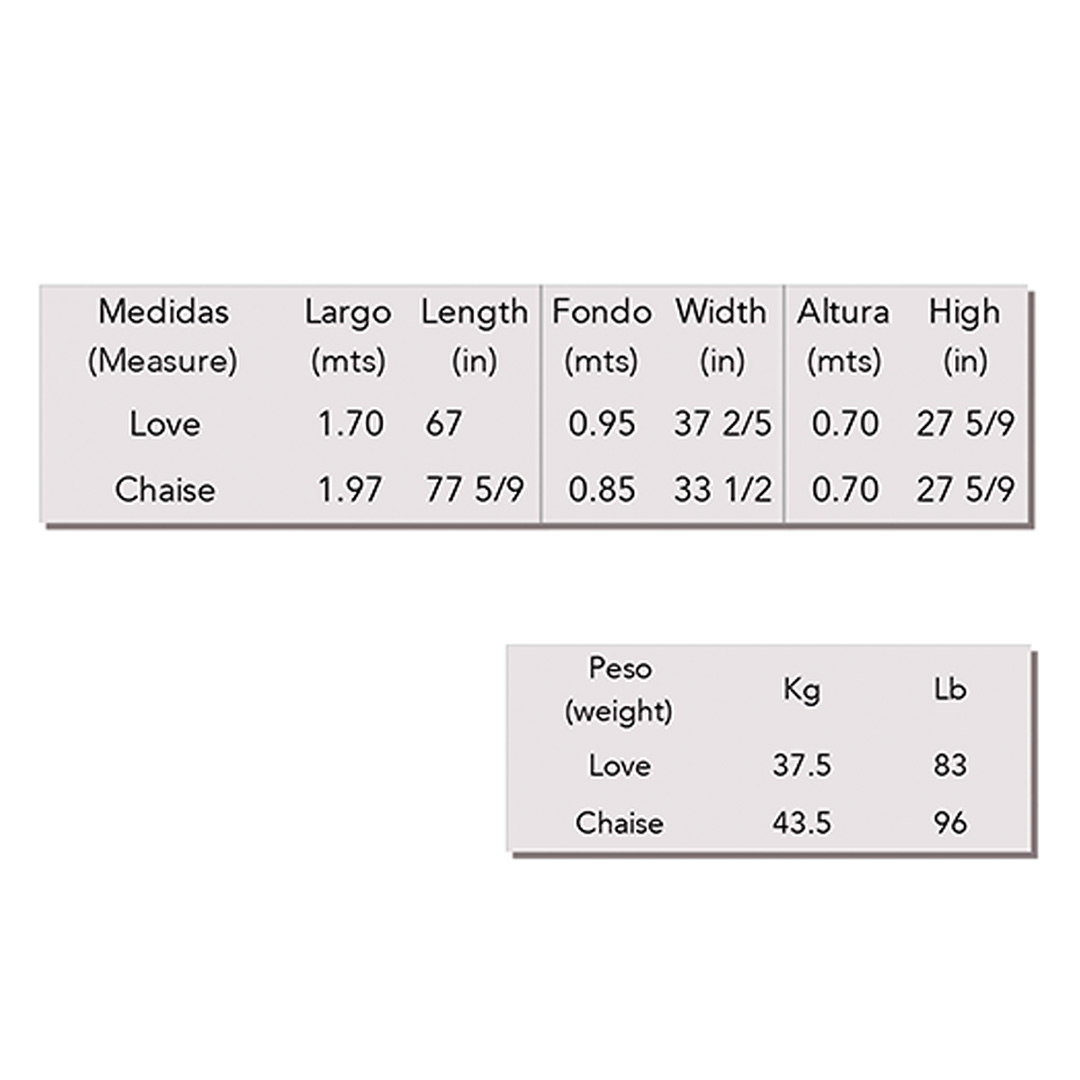 Medidas Largo Length Fondo Width Altura High
(Measure) (mts) (in) (mts) (in) (mts) (in)
Love 1.70 67 0.95 37 2/5 0.70 27 5/9
Chaise 1.97 77 5/9 0.85 33 1/2 0.70 27 5/9
Peso
(weight) Kg Lb
Love 37.5 83
Chaise 43.5 96